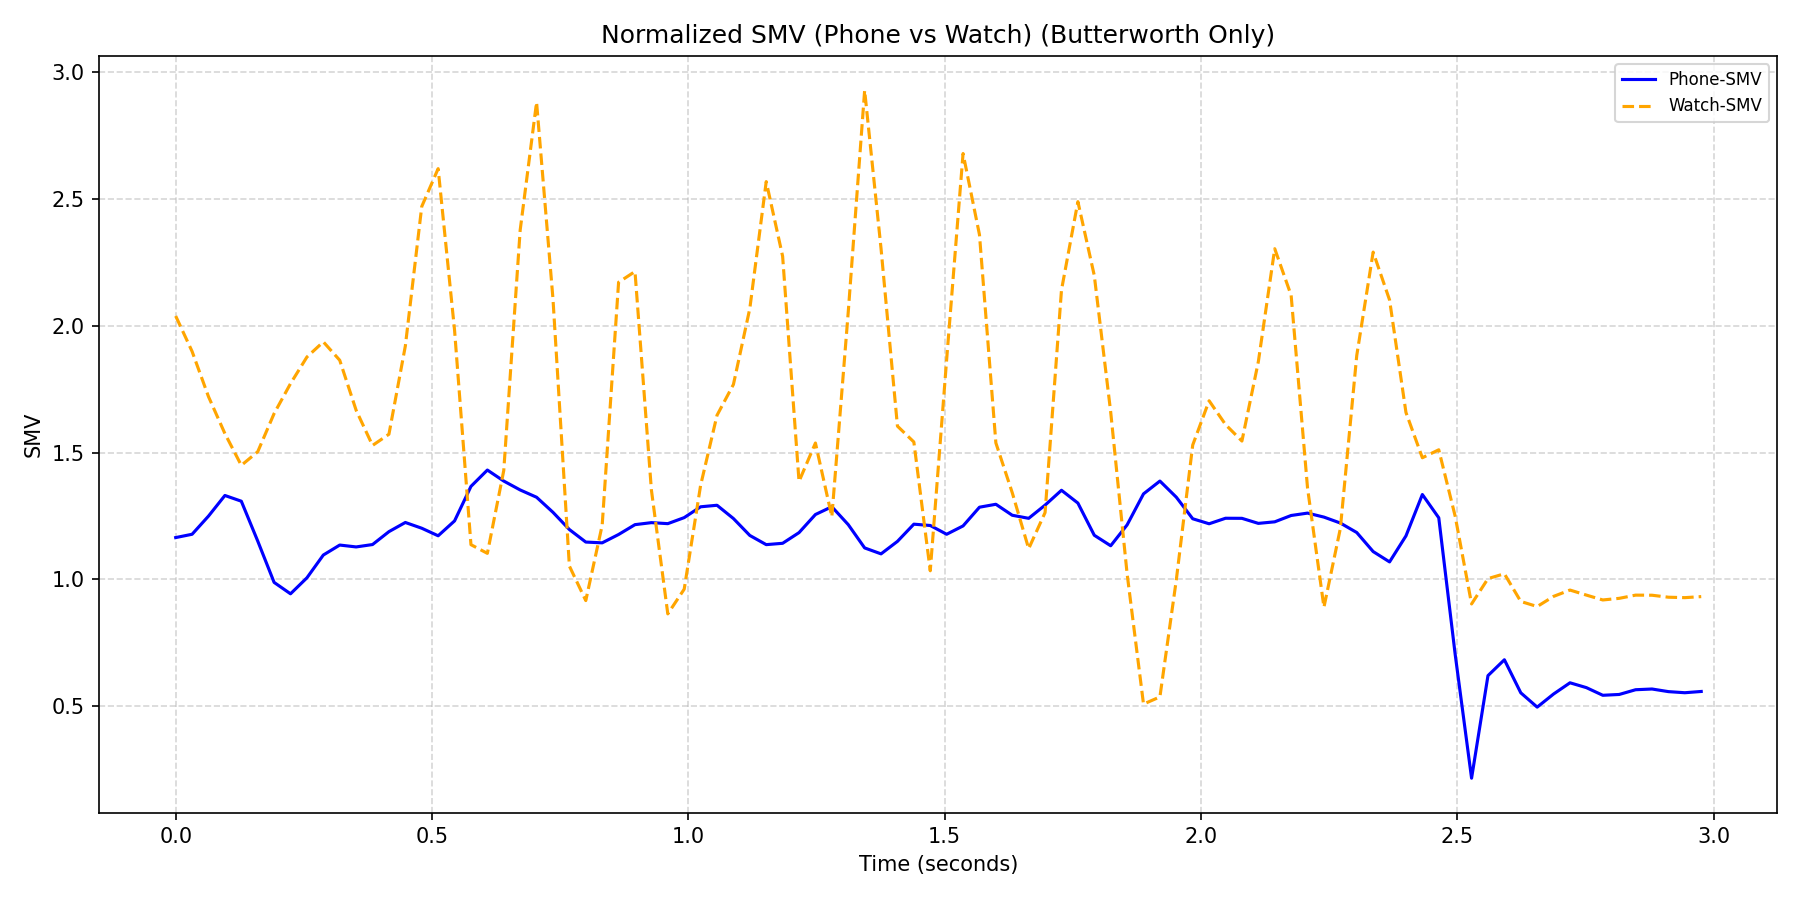 Normalized SMV (Phone vs Watch) (Butterworth Only)
Phone-SMV
Watch-SMV
SMV
3.0
2.5
2.0
1.5
1.0
0.5
0.0 0.5 1.0 1.5 2.0 2.5 3.0
Time (seconds)